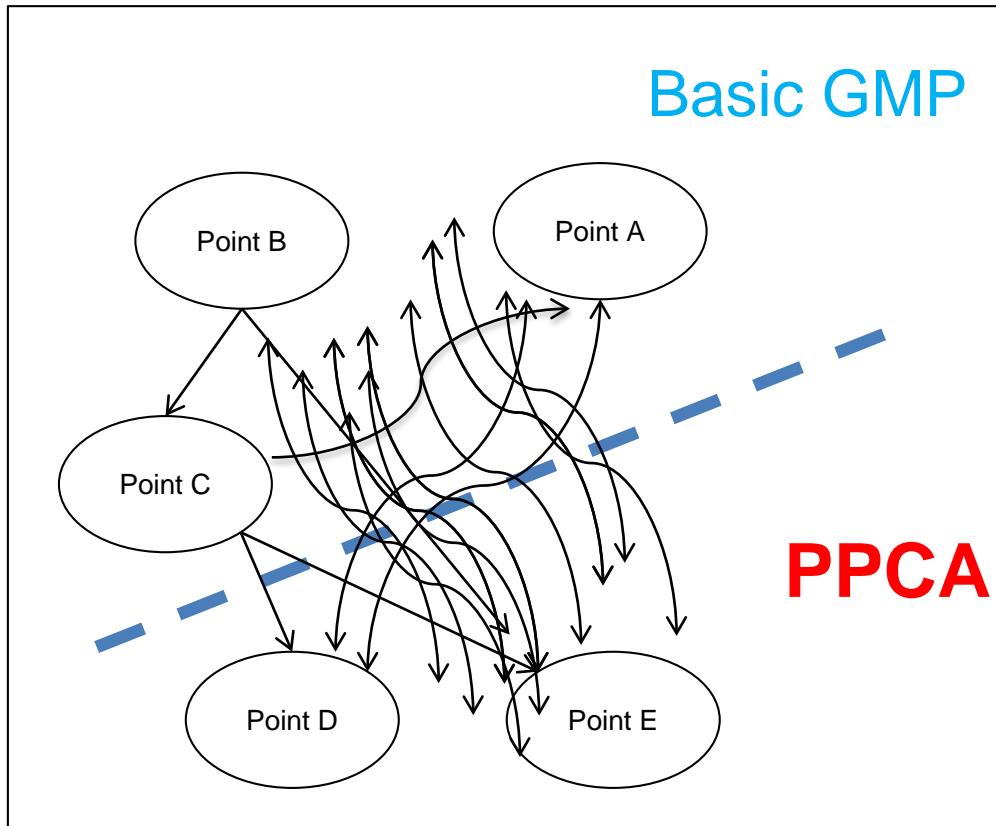 Basic GMP
Point B
Point A
Point C
PPCA
Point D
Point E